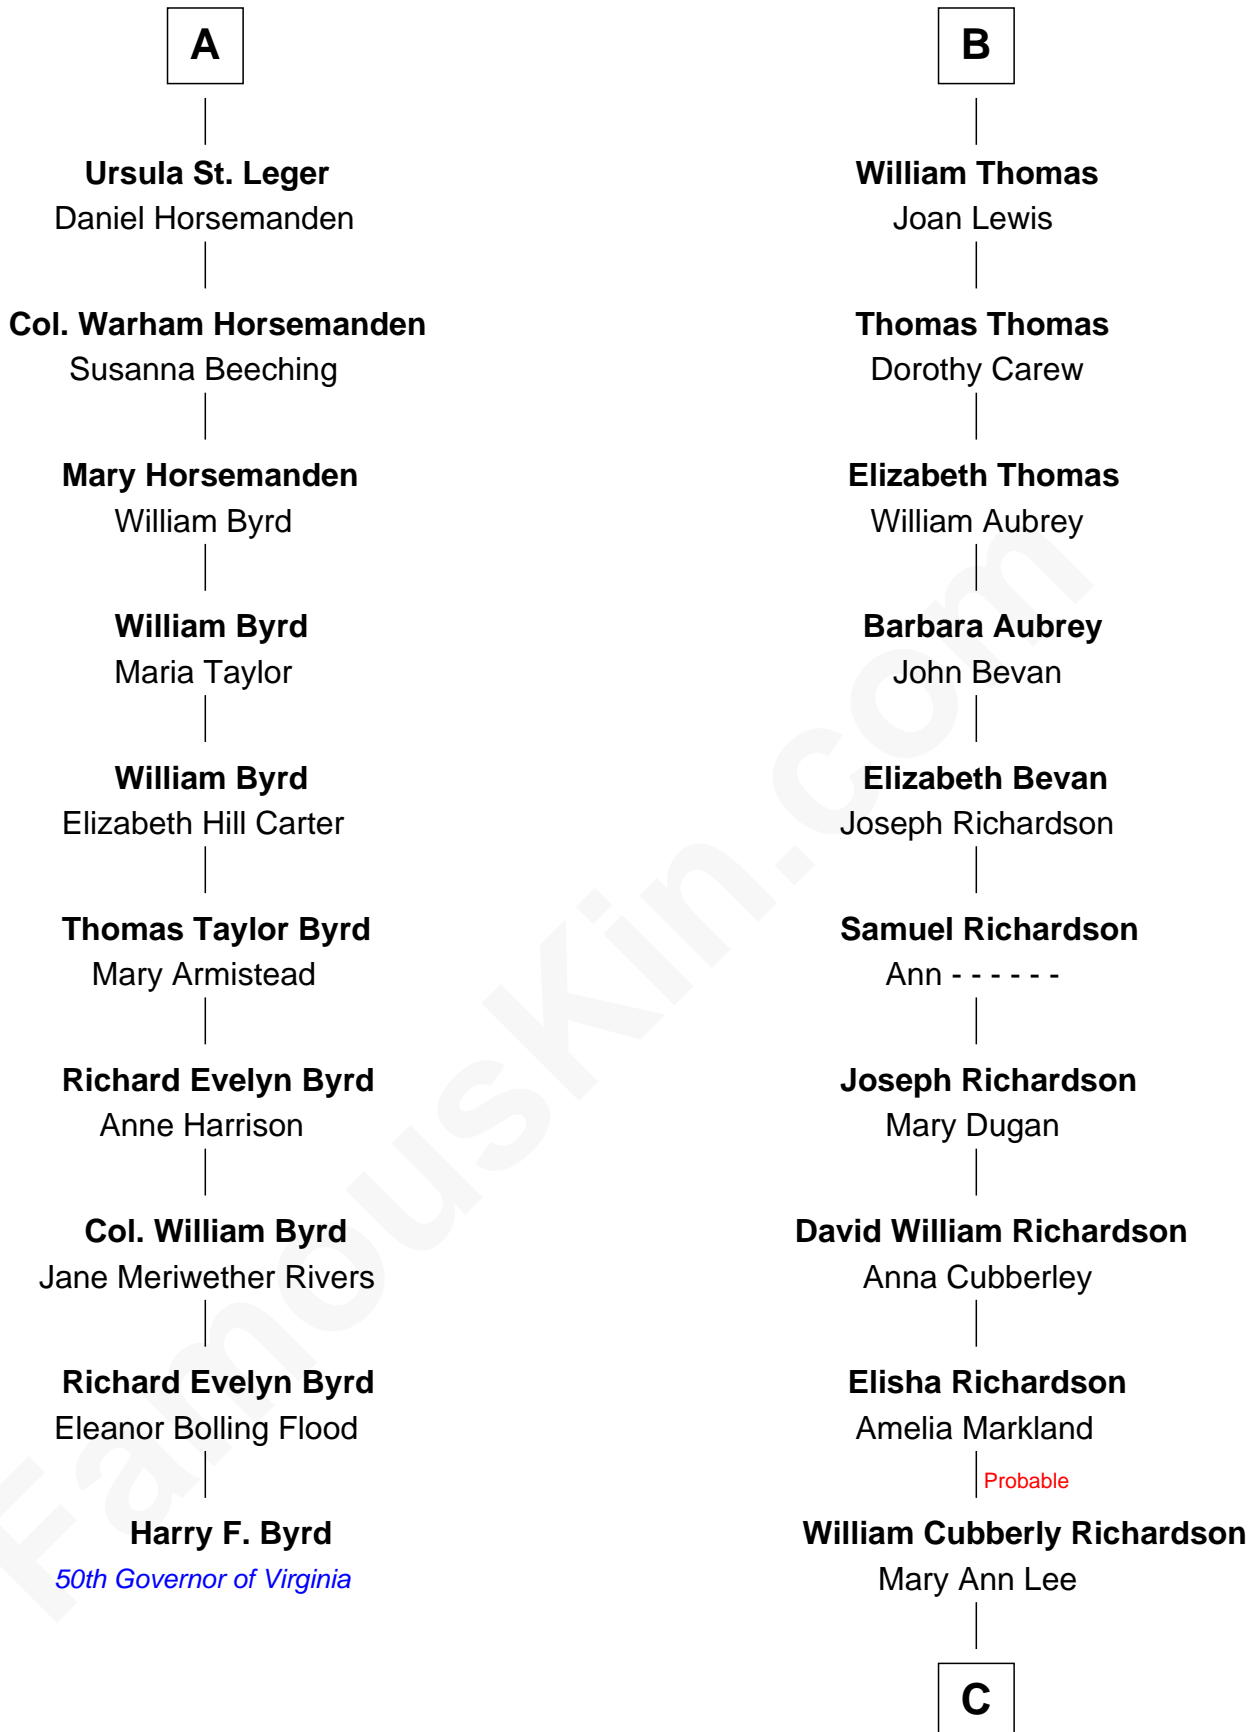 A
Ursula St. Leger
Daniel Horsemanden
Col. Warham Horsemanden
Susanna Beeching
Mary Horsemanden
William Byrd
William Byrd
Maria Taylor
William Byrd
Elizabeth Hill Carter
Thomas Taylor Byrd
Mary Armistead
Richard Evelyn Byrd
Anne Harrison
Col. William Byrd
Jane Meriwether Rivers
Richard Evelyn Byrd
Eleanor Bolling Flood
Harry F. Byrd
50th Governor of Virginia
B
William Thomas
Joan Lewis
Thomas Thomas
Dorothy Carew
Elizabeth Thomas
William Aubrey
Barbara Aubrey
John Bevan
Elizabeth Bevan
Joseph Richardson
Samuel Richardson
Ann - - - - - -
Joseph Richardson
Mary Dugan
David William Richardson
Anna Cubberley
Elisha Richardson
Amelia Markland
Probable
William Cubberly Richardson
Mary Ann Lee
C
FamousKin.com